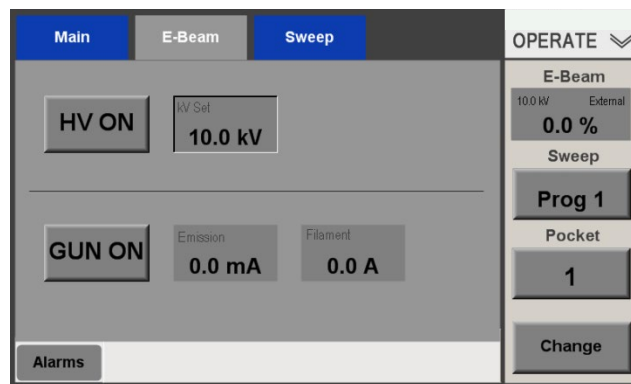 Main E-Beam Sweep
HV ON
kV Set
10.0 kV
GUN ON
Emission
0.0 mA
Filament
0.0 A
Alarms
OPERATE
E-Beam
10.0 kV External
0.0 %
Sweep
Prog 1
Pocket
1
Change